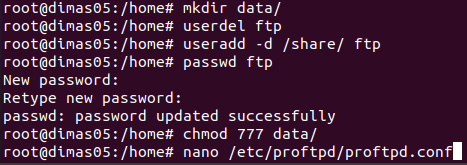 root@dimas05:/home# mkdir data/
root@dimas05:/home# userdel ftp
root@dimas05:/home# useradd -d /share/ ftp
root@dimas05:/home# passwd ftp
New password:
Retype new password:
passwd: password updated successfully
root@dimas05:/home# chmod 777 data/
root@dimas05:/home# nano /etc/proftpd/proftpd.conf